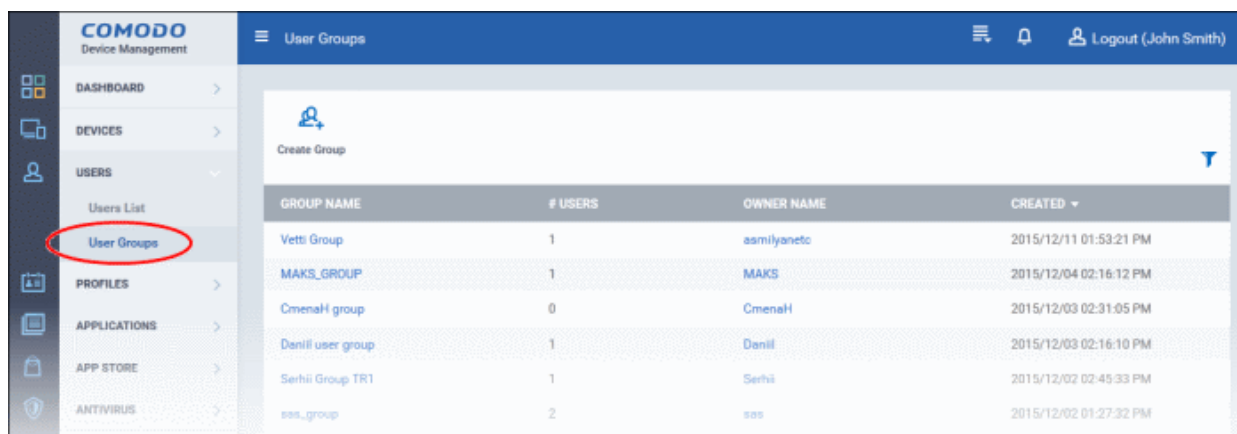 COMODO
Device Management
User Groups
Logout (John Smith)
DASHBOARD
DEVICES
USERS
Users List
User Groups
PROFILES
APPLICATIONS
APP STORE
ANTIVIRUS
Create Group
GROUP NAME # USERS OWNER NAME CREATED
Vetti Group 1 asmilyanetc 2015/12/11 01:53:21 PM
MAKS_GROUP 1 MAKS 2015/12/04 02:16:12 PM
CmenaH group 0 CmenaH 2015/12/03 02:31:05 PM
Daniil user group 1 Daniil 2015/12/03 02:16:10 PM
Serhii Group TR1 1 Serhii 2015/12/02 02:45:33 PM
sas_group 2 sas 2015/12/02 01:27:32 PM